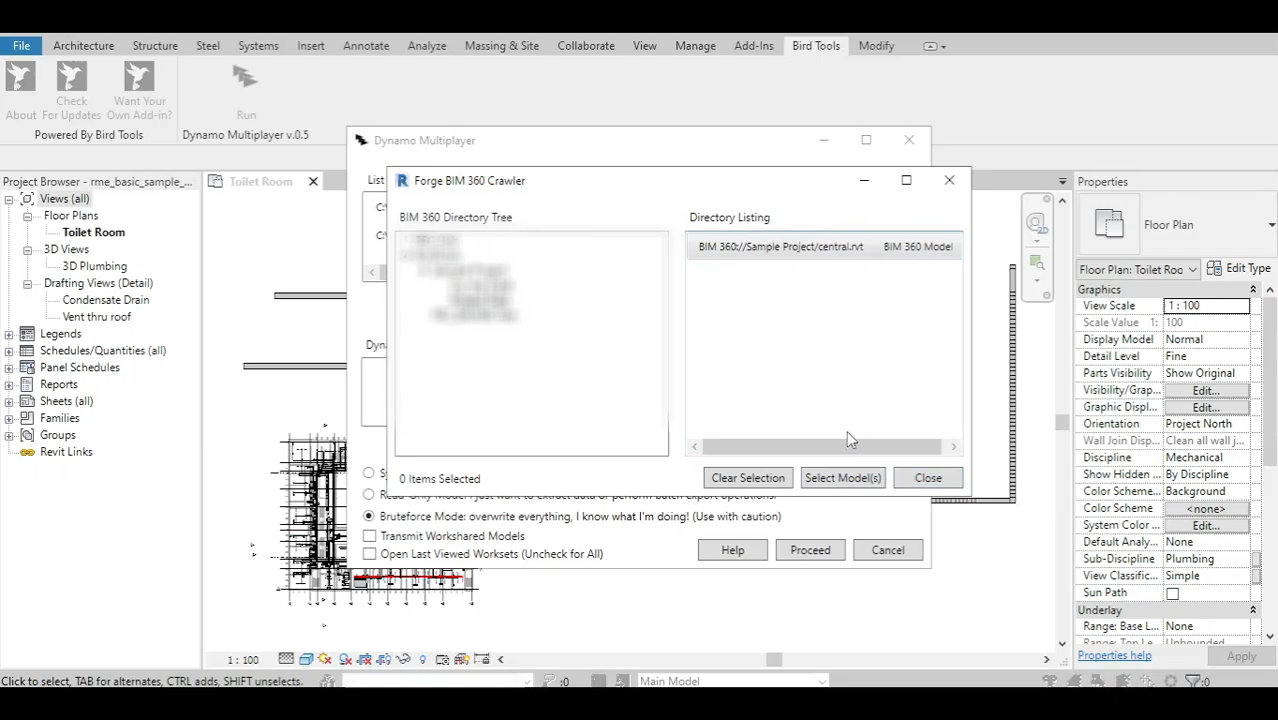 File Architecture Structure Steel Systems Insert Annotate Analyze Massing & Site Collaborate View Manage Add-Ins Bird Tools Modify
About
Check For Updates
Want Your Own Add-in?
Run
Powered By Bird Tools
Dynamo Multiplayer v.0.5
Project Browser - rme_basic_sample_...
Views (all)
Floor Plans
Toilet Room
3D Views
3D Plumbing
Drafting Views (Detail)
Condensate Drain
Vent thru roof
Legends
Schedules/Quantities (all)
Panel Schedules
Reports
Sheets (all)
Families
Groups
Revit Links
Toilet Room
Dynamo Multiplayer
List
C:\
C:\
Dyna
Forge BIM 360 Crawler
BIM 360 Directory Tree
Directory Listing
BIM 360://Sample Project/central.rvt BIM 360 Model
0 Items Selected
Clear Selection
Select Model(s)
Close
Bruteforce Mode: overwrite everything, I know what I'm doing! (Use with caution)
Transmit Workshared Models
Open Last Viewed Worksets (Uncheck for All)
Help
Proceed
Cancel
2D
Properties
Floor Plan
Floor Plan: Toilet Roo
Edit Type
Graphics
View Scale 1 : 100
Scale Value 1: 100
Display Model Normal
Detail Level Fine
Parts Visibility Show Original
Visibility/Grap... Edit...
Graphic Displ... Edit...
Orientation Project North
Wall Join Disp... Clean all wall j...
Discipline Mechanical
Show Hidden ... By Discipline
Color Scheme... Background
Color Scheme <none>
System Color ... Edit...
Default Analy... None
Sub-Discipline Plumbing
View Classific... Simple
Sun Path
Underlay
Range: Base L... None
Range: Top Le... Unbounded
Properties help
Apply
1 : 100
Click to select, TAB for alternates, CTRL adds, SHIFT unselects.
:0
Main Model
:0